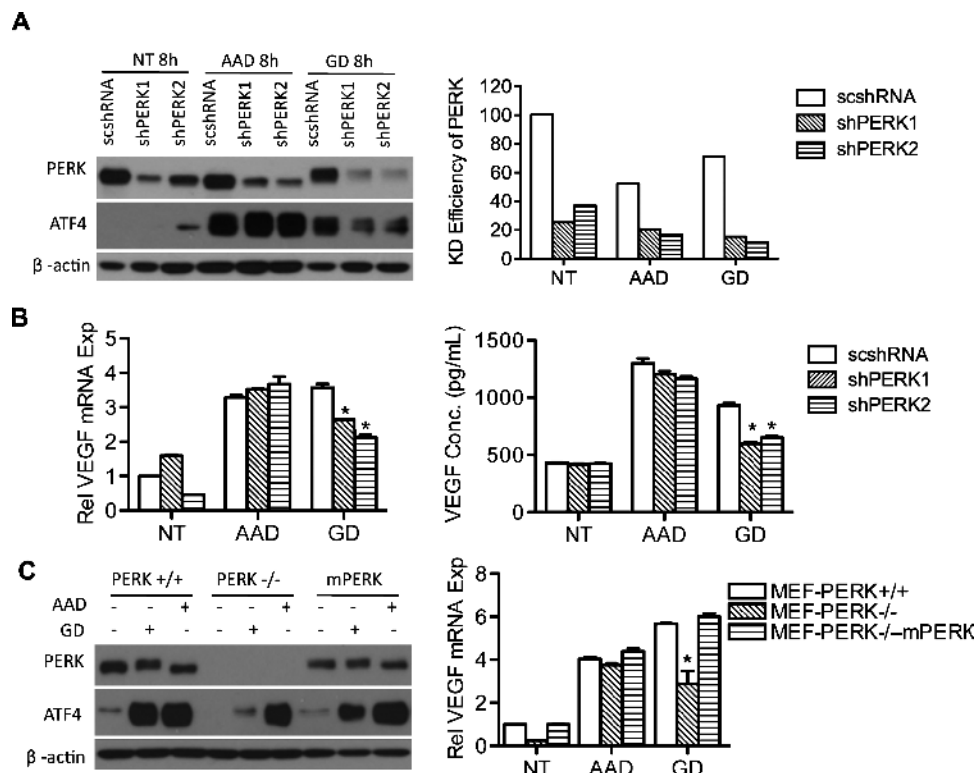 A
NT 8h AAD 8h GD 8h
scshRNA shPERK1 shPERK2 scshRNA shPERK1 shPERK2 scshRNA shPERK1 shPERK2
PERK
ATF4
β -actin
KD Efficiency of PERK
120
100
80
60
40
20
0
NT AAD GD
scshRNA
shPERK1
shPERK2
B
Rel VEGF mRNA Exp
5
4
3
2
1
0
* *
NT AAD GD
VEGF Conc. (pg/mL)
1500
1000
500
0
* *
NT AAD GD
scshRNA
shPERK1
shPERK2
C
PERK +/+ PERK -/- mPERK
AAD - - + - - + - - +
GD - + - - + - - + -
PERK
ATF4
β -actin
Rel VEGF mRNA Exp
8
6
4
2
0
*
NT AAD GD
MEF-PERK+/+
MEF-PERK-/-
MEF-PERK-/--mPERK